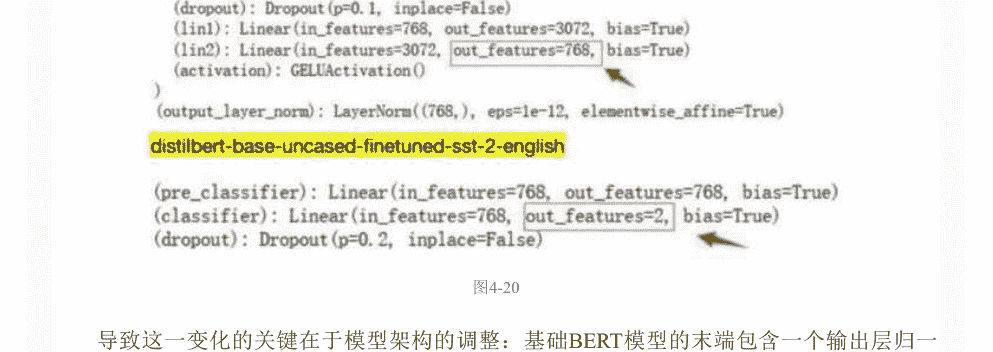 (dropout): Dropout(p=0.1, inplace=False)
(lin1): Linear(in_features=768, out_features=3072, bias=True)
(lin2): Linear(in_features=3072, out_features=768, bias=True)
(activation): GELUActivation()
)
(output_layer_norm): LayerNorm((768,), eps=1e-12, elementwise_affine=True)
distilbert-base-uncased-finetuned-sst-2-english
(pre_classifier): Linear(in_features=768, out_features=768, bias=True)
(classifier): Linear(in_features=768, out_features=2, bias=True)
(dropout): Dropout(p=0.2, inplace=False)
图4-20
导致这一变化的关键在于模型架构的调整：基础BERT模型的末端包含一个输出层归一